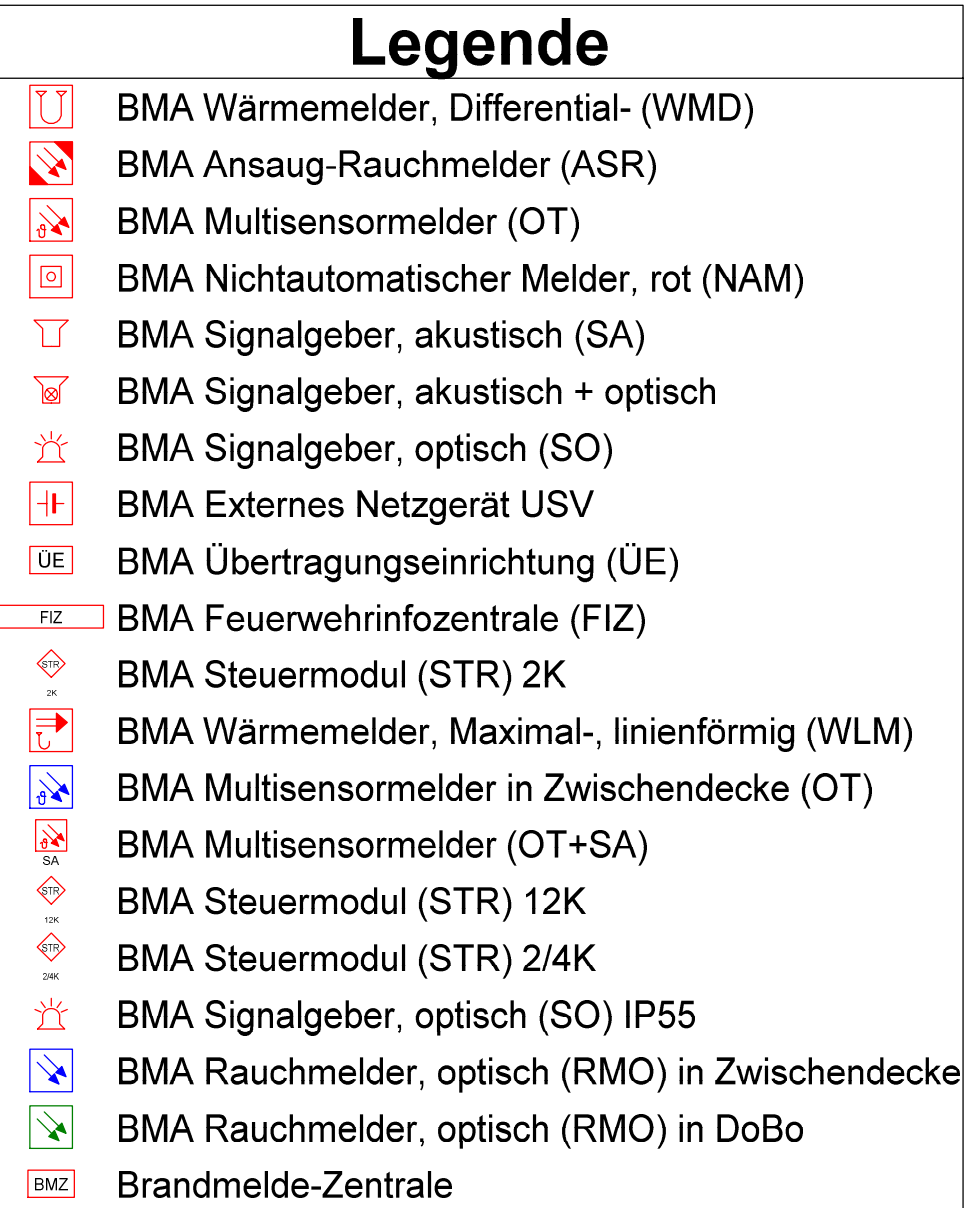 Legende
BMA Wärmemelder, Differential- (WMD)
BMA Ansaug-Rauchmelder (ASR)
ϑ BMA Multisensormelder (OT)
BMA Nichtautomatischer Melder, rot (NAM)
BMA Signalgeber, akustisch (SA)
BMA Signalgeber, akustisch + optisch
BMA Signalgeber, optisch (SO)
BMA Externes Netzgerät USV
ÜE BMA Übertragungseinrichtung (ÜE)
FIZ BMA Feuerwehrinfozentrale (FIZ)
STR
2K
BMA Steuermodul (STR) 2K
BMA Wärmemelder, Maximal-, linienförmig (WLM)
ϑ BMA Multisensormelder in Zwischendecke (OT)
ϑ
SA
BMA Multisensormelder (OT+SA)
STR
12K
BMA Steuermodul (STR) 12K
STR
2/4K
BMA Steuermodul (STR) 2/4K
BMA Signalgeber, optisch (SO) IP55
BMA Rauchmelder, optisch (RMO) in Zwischendecke
BMA Rauchmelder, optisch (RMO) in DoBo
BMZ Brandmelde-Zentrale